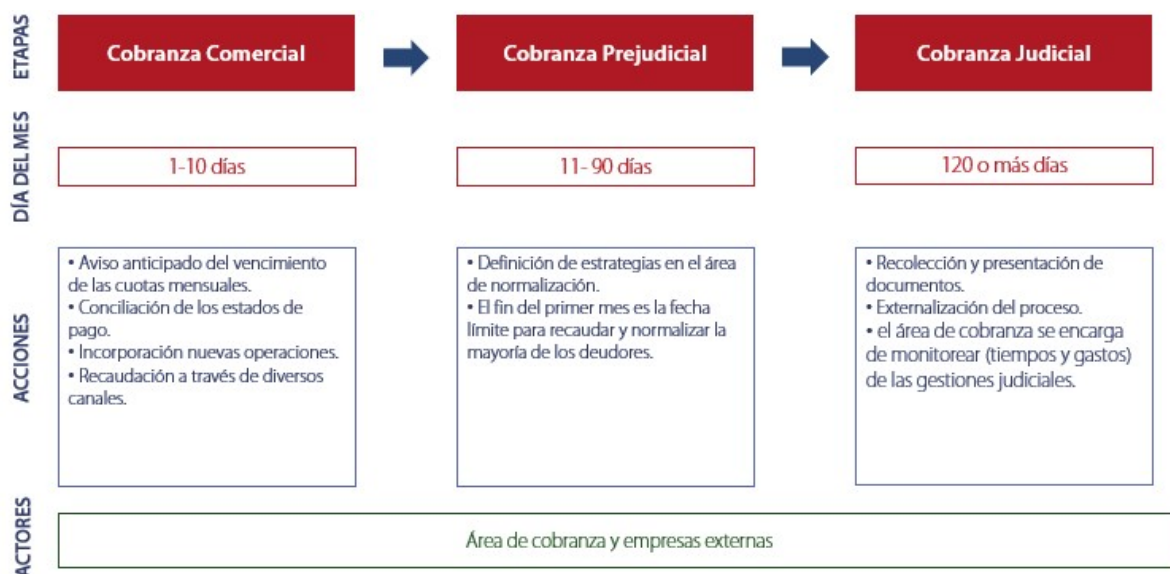 ETAPAS
Cobranza Comercial
Cobranza Prejudicial
Cobranza Judicial
DÍA DEL MES
1-10 días
11- 90 días
120 o más días
ACCIONES
• Aviso anticipado del vencimiento
de las cuotas mensuales.
• Conciliación de los estados de
pago.
• Incorporación nuevas operaciones.
• Recaudación a través de diversos
canales.
• Definición de estrategias en el área
de normalización.
• El fin del primer mes es la fecha
límite para recaudar y normalizar la
mayoría de los deudores.
• Recolección y presentación de
documentos.
• Externalización del proceso.
• el área de cobranza se encarga
de monitorear (tiempos y gastos)
de las gestiones judiciales.
ACTORES
Área de cobranza y empresas externas